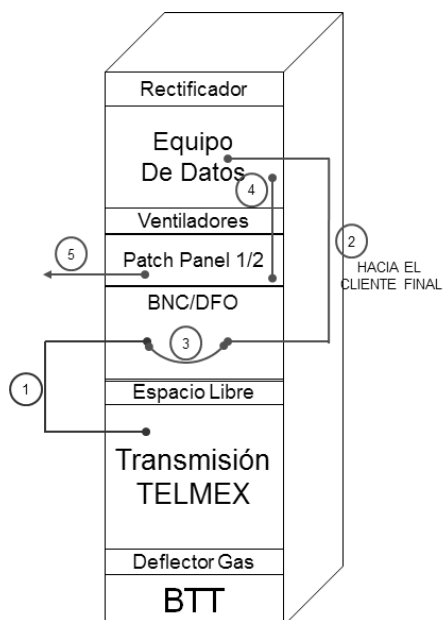 Rectificador
Equipo
De Datos
4
Ventiladores
5
Patch Panel 1/2
2
HACIA EL
CLIENTE FINAL
BNC/DFO
3
1
Espacio Libre
Transmisión
TELMEX
Deflector Gas
BTT